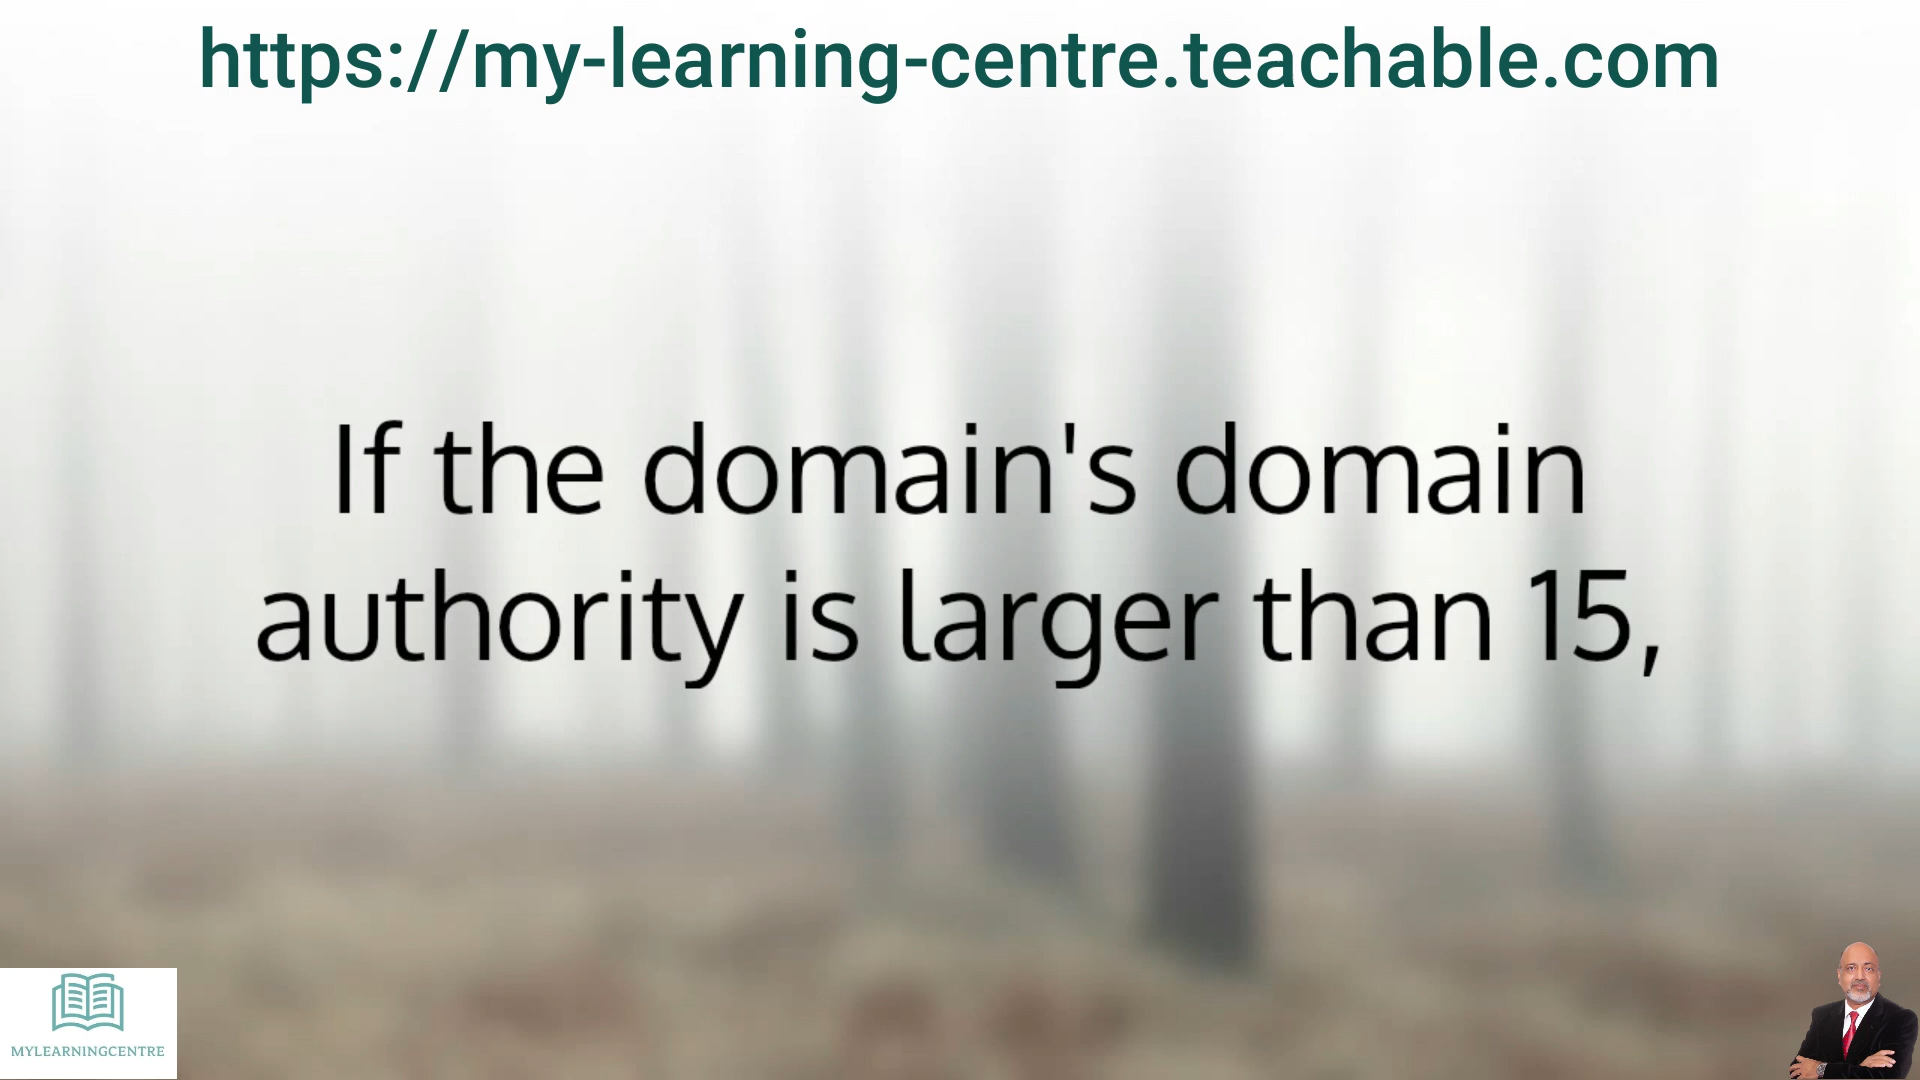 https://my-learning-centre.teachable.com
If the domain's domain
authority is larger than 15,
MYLEARNINGCENTRE